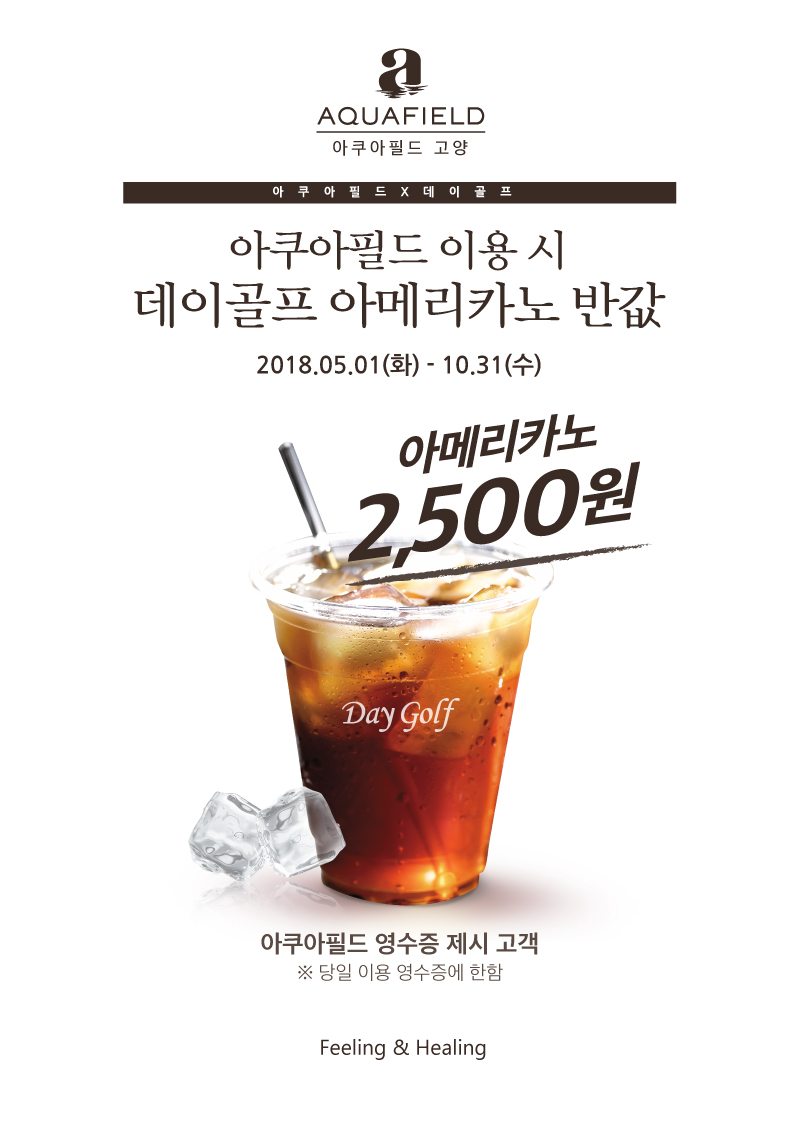 a
AQUAFIELD
아쿠아필드 고양
아쿠아필드X데이골프
아쿠아필드 이용 시
데이골프 아메리카노 반값
2018.05.01(화) - 10.31(수)
아메리카노
2,500원
Day Golf
아쿠아필드 영수증 제시 고객
※ 당일 이용 영수증에 한함
Feeling & Healing